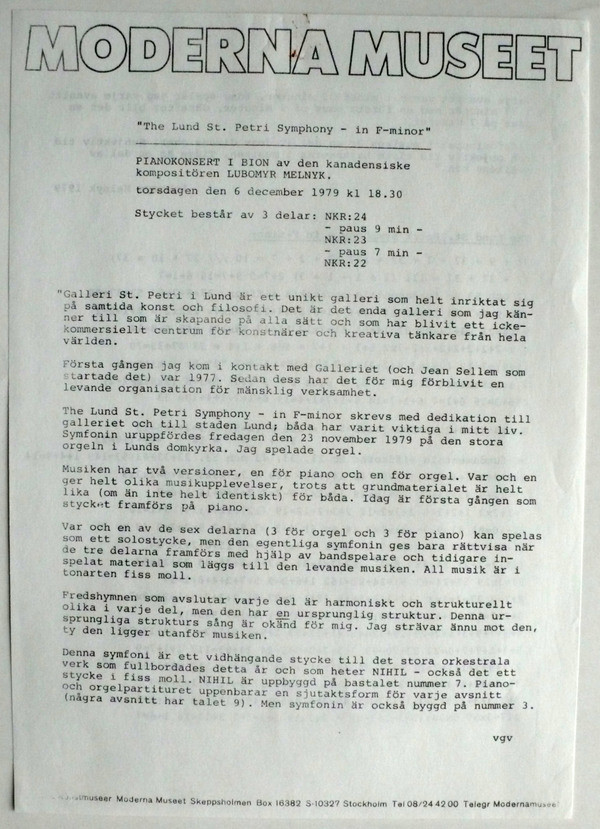 MODERNA MUSEET
"The Lund St. Petri Symphony - in F-minor"
PIANOKONSERT I BION av den kanadensiske
kompositören LUBOMYR MELNYK.
torsdagen den 6 december 1979 kl 18.30
Stycket består av 3 delar: NKR:24
- paus 9 min -
NKR:23
- paus 7 min -
NKR:22
"Galleri St. Petri i Lund är ett unikt galleri som helt inriktat sig
på samtida konst och filosofi. Det är det enda galleri som jag kän-
ner till som är skapande på alla sätt och som har blivit ett icke-
kommersiellt centrum för konstnärer och kreativa tänkare från hela
världen.
Första gången jag kom i kontakt med Galleriet (och Jean Sellem som
startade det) var 1977. Sedan dess har det för mig förblivit en
levande organisation för mänsklig verksamhet.
The Lund St. Petri Symphony - in F-minor skrevs med dedikation till
galleriet och till staden Lund; båda har varit viktiga i mitt liv.
Symfonin uruppfördes fredagen den 23 november 1979 på den stora
orgeln i Lunds domkyrka. Jag spelade orgel.
Musiken har två versioner, en för piano och en för orgel. Var och en
ger helt olika musikupplevelser, trots att grundmaterialet är helt
lika (om än inte helt identiskt) för båda. Idag är första gången som
stycket framförs på piano.
Var och en av de sex delarna (3 för orgel och 3 för piano) kan spelas
som ett solostycke, men den egentliga symfonin ges bara rättvisa när
de tre delarna framförs med hjälp av bandspelare och tidigare in-
spelat material som läggs till den levande musiken. All musik är i
tonarten fiss moll.
Fredshymnen som avslutar varje del är harmoniskt och strukturellt
olika i varje del, men den har en ursprunglig struktur. Denna ur-
sprungliga strukturs sång är okänd för mig. Jag strävar ännu mot den,
ty den ligger utanför musiken.
Denna symfoni är ett vidhängande stycke till det stora orkestrala
verk som fullbordades detta år och som heter NIHIL - också det ett
stycke i fiss moll. NIHIL är uppbyggd på bastalet nummer 7. Piano-
och orgelpartituret uppenbarar en sjutaktsform för varje avsnitt
(några avsnitt har talet 9). Men symfonin är också byggd på nummer 3.
vgv
museer Moderna Museet Skeppsholmen Box 16382 S-10327 Stockholm Tel 08/24 42 00 Telegr Modernamusee